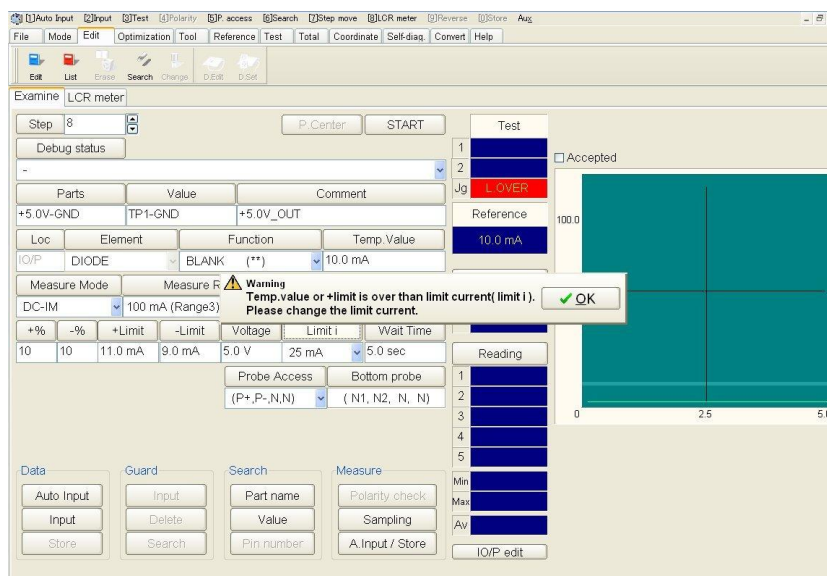 [1]Auto Input [2]Input [3]Test [4]Polarity [5]P. access [6]Search [7]Step move [8]LCR meter [9]Reverse [0]Store Aux
File Mode Edit Optimization Tool Reference Test Total Coordinate Self-diag. Convert Help
Edit List Erase Search Change D.Edit D.Set
Examine LCR meter
Step 8 P.Center START Test
Debug status 1
Accepted
- 2
Parts Value Comment Jg L.OVER
+5.0V-GND TP1-GND +5.0V_OUT Reference 100.0
Loc Element Function Temp.Value 10.0 mA
IO/P DIODE BLANK (**) 10.0 mA
Measure Mode Measure R
Warning
Temp.value or +limit is over than limit current( limit i ).
Please change the limit current.
OK
DC-IM 100 mA (Range3)
+% -% +Limit -Limit Voltage Limit i Wait Time
10 10 11.0 mA 9.0 mA 5.0 V 25 mA 5.0 sec Reading
Probe Access Bottom probe 1
(P+,P-,N,N) ( N1, N2, N, N) 2
0 2.5 5.0
3
4
Data Guard Search Measure 5
Min
Auto Input Input Part name Polarity check Max
Input Delete Value Sampling Av
Store Search Pin number A.Input / Store
IO/P edit